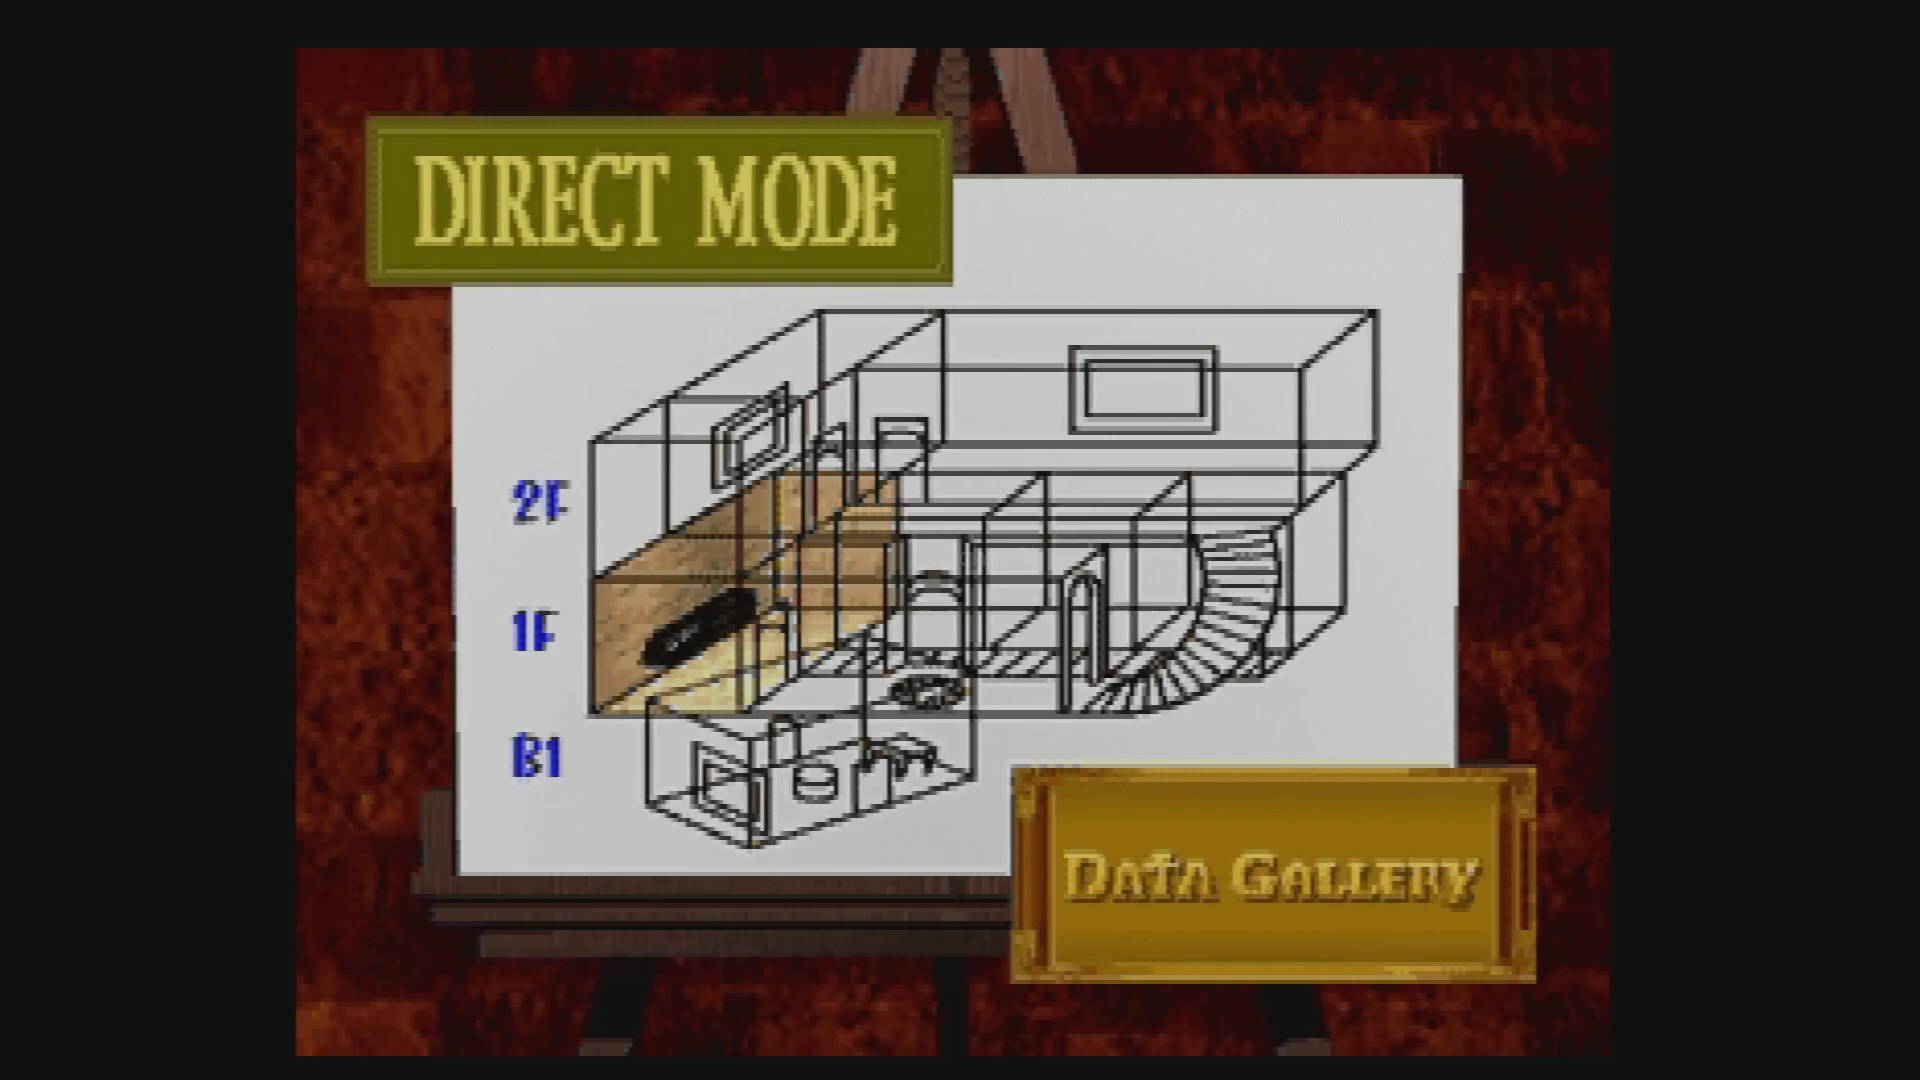 DIRECT MODE
2F
1F
B1
DATA GALLERY